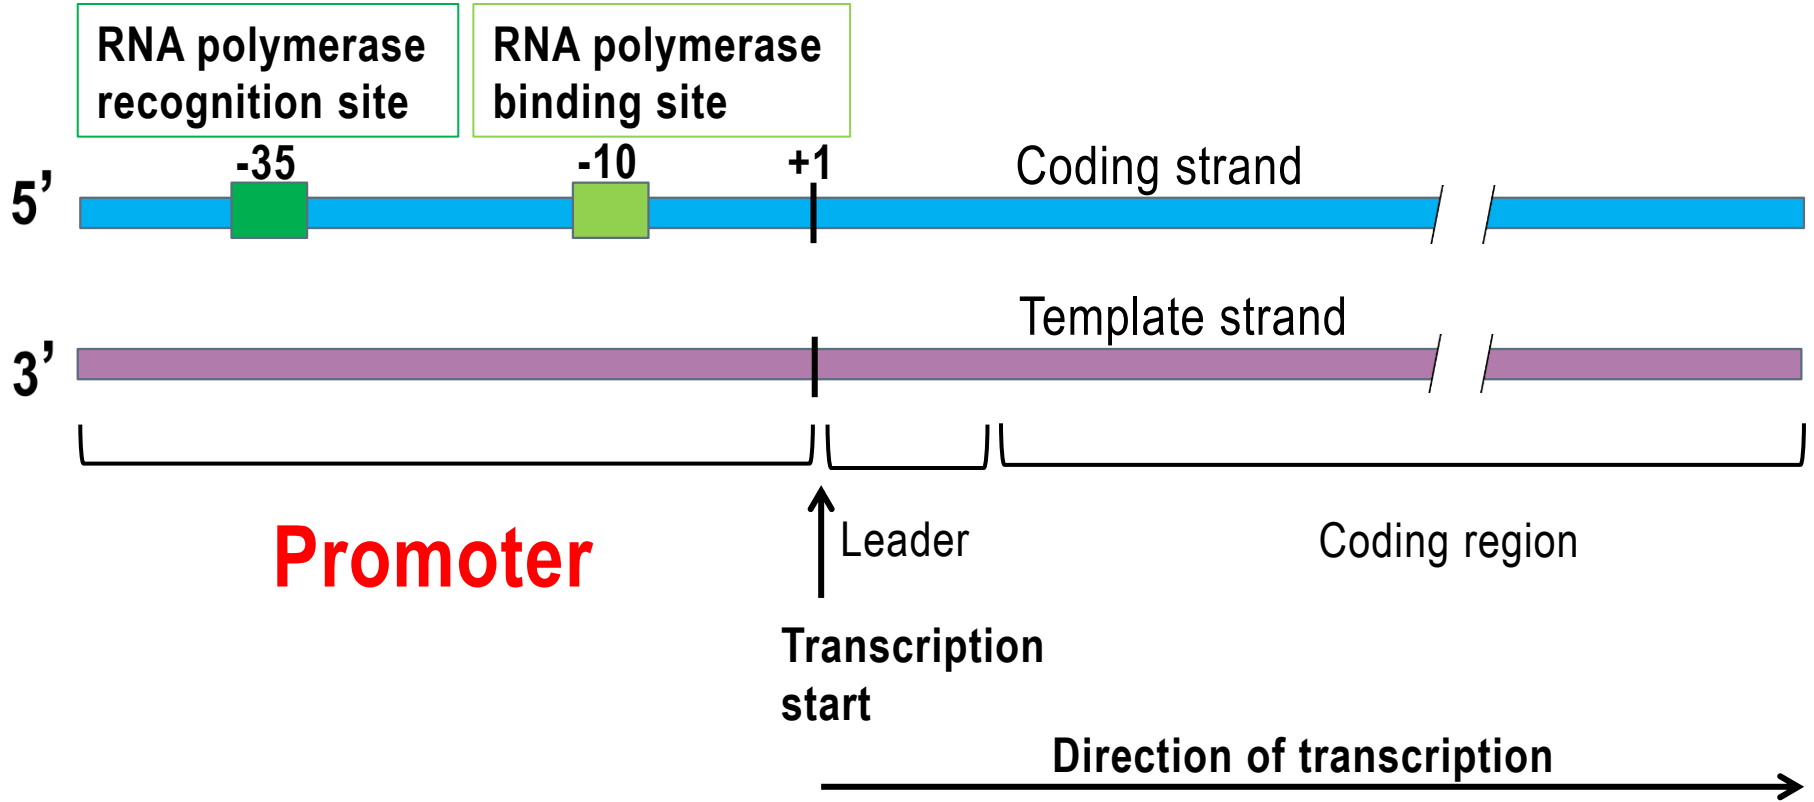 RNA polymerase
recognition site
RNA polymerase
binding site
-35
-10
+1
Coding strand
5’
Template strand
3’
Promoter
Leader
Coding region
Transcription
start
Direction of transcription